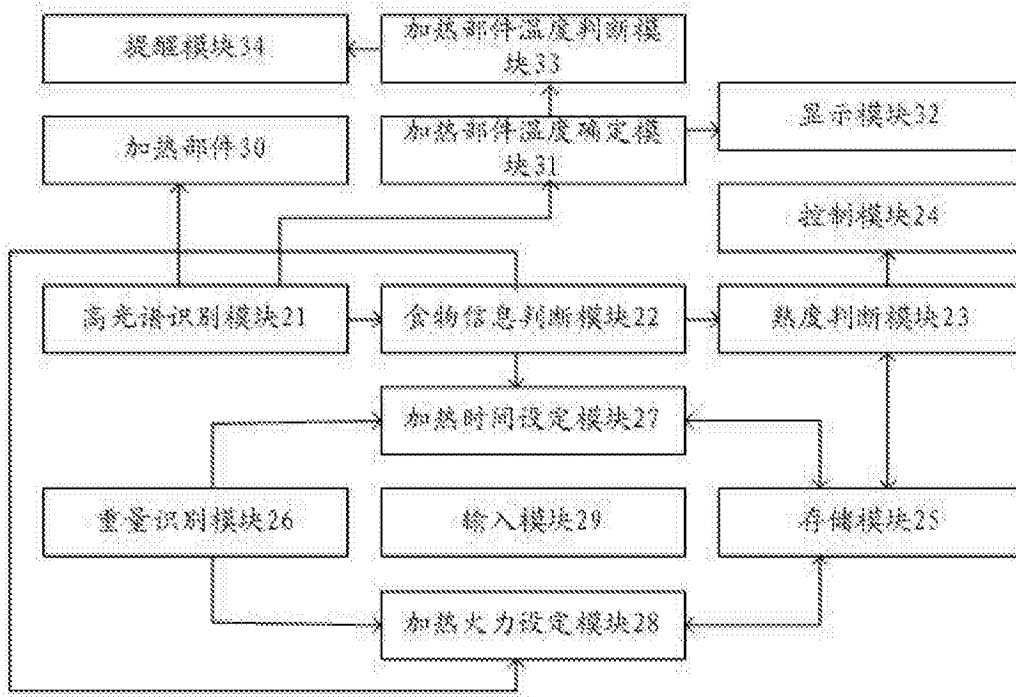 提醒模块34
加热部件温度判断模
块33
加热部件30
加热部件温度确定模
块31
显示模块32
控制模块24
高光谱识别模块21
食物信息判断模块22
熟度判断模块23
加热时间设定模块27
重量识别模块26
输入模块29
存储模块25
加热火力设定模块28